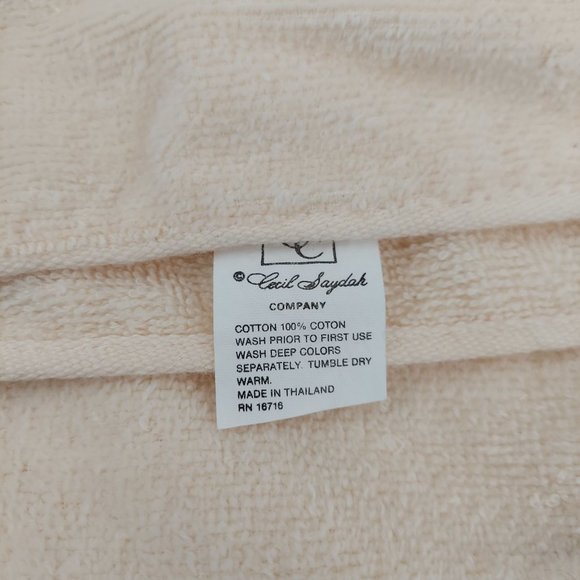 © Cecil Saydah
COMPANY
COTTON 100% COTON
WASH PRIOR TO FIRST USE
WASH DEEP COLORS
SEPARATELY. TUMBLE DRY
WARM.
MADE IN THAILAND
RN 16716